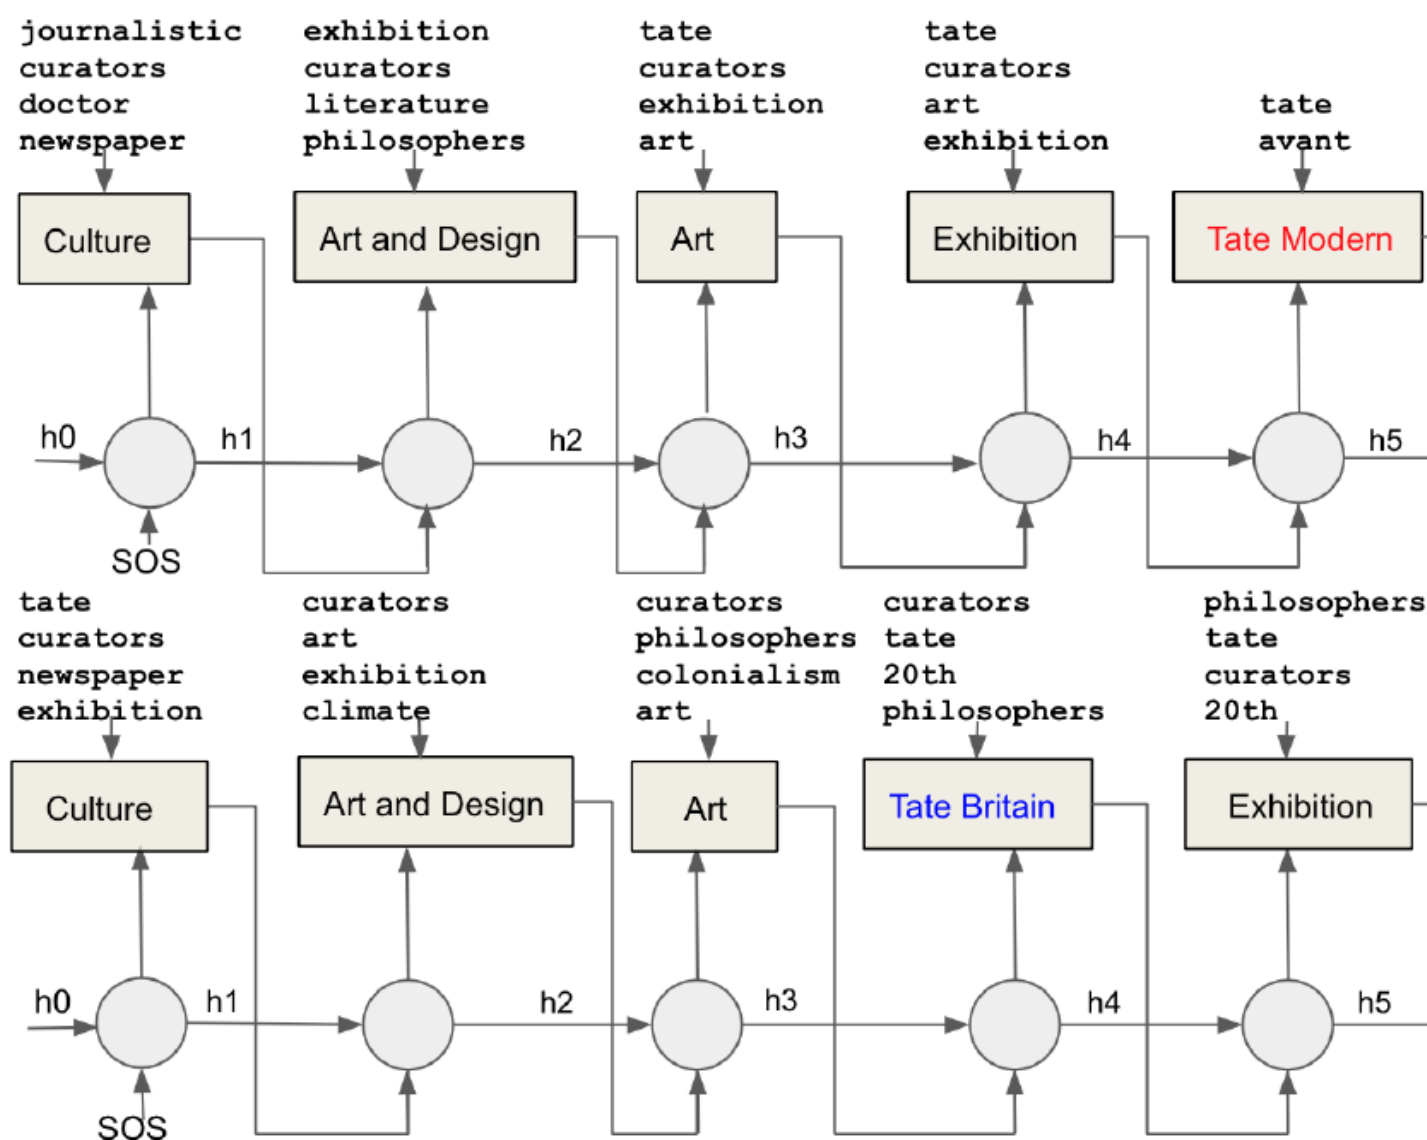 journalistic
curators
doctor
newspaper
exhibition
curators
literature
philosophers
tate
curators
exhibition
art
tate
curators
art
exhibition
tate
avant
Culture
Art and Design
Art
Exhibition
Tate Modern
h0
h1
h2
h3
h4
h5
SOS
tate
curators
newspaper
exhibition
curators
art
exhibition
climate
curators
philosophers
colonialism
art
curators
tate
20th
philosophers
philosophers
tate
curators
20th
Culture
Art and Design
Art
Tate Britain
Exhibition
h0
h1
h2
h3
h4
h5
SOS